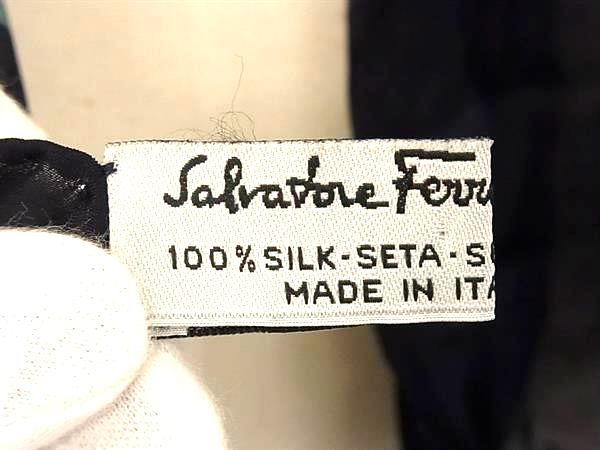 Salvatore Ferr
100% SILK-SETA-S
MADE IN ITA